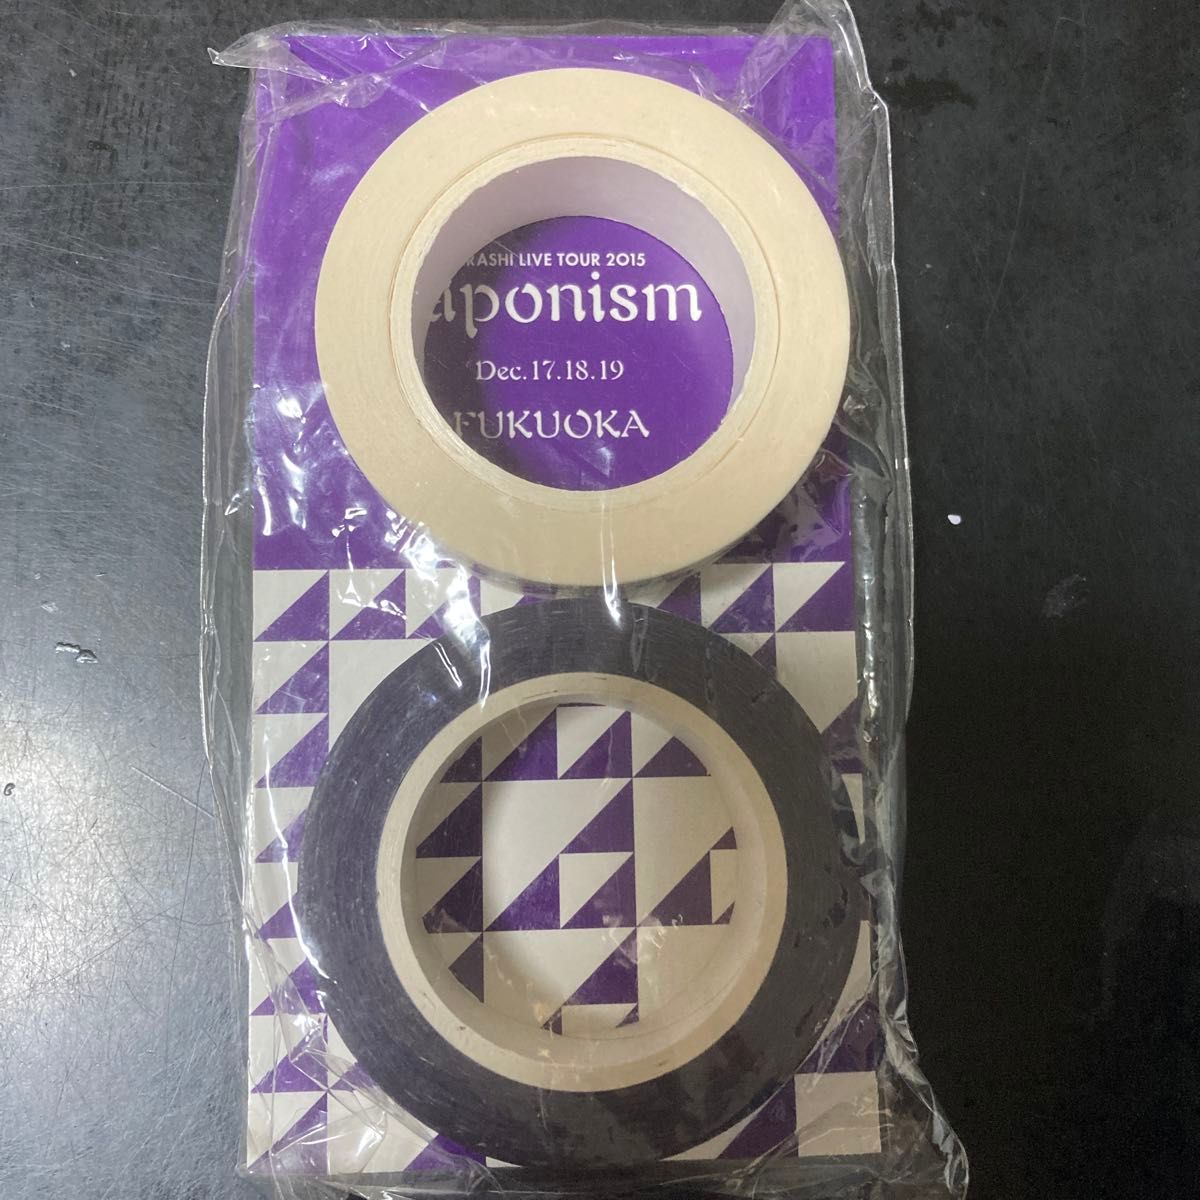 RASHI LIVE TOUR 2015
aponism
Dec.17.18.19
FUKUOKA